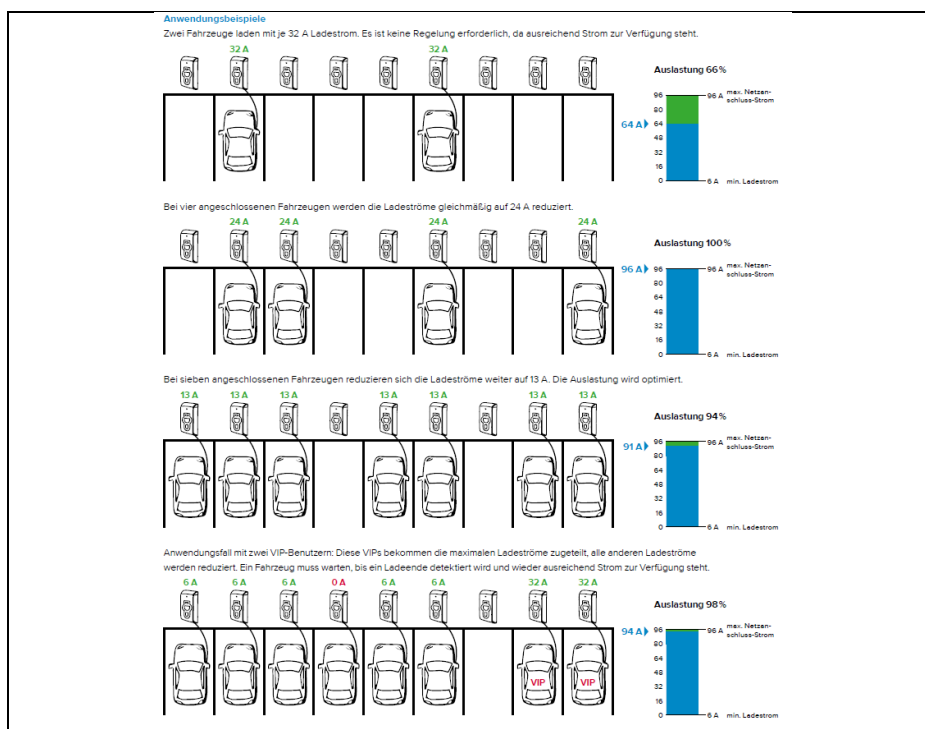 Anwendungsbeispiele
Zwei Fahrzeuge laden mit je 32 A Ladestrom. Es ist keine Regelung erforderlich, da ausreichend Strom zur Verfügung steht.
32 A 32 A
Auslastung 66 %
96 96 A max. Netzan-
schluss-Strom
80
64 A 64
48
32
16
0 6 A min. Ladestrom
Bei vier angeschlossenen Fahrzeugen werden die Ladeströme gleichmäßig auf 24 A reduziert.
24 A 24 A 24 A 24 A
Auslastung 100 %
96 A 96 96 A max. Netzan-
schluss-Strom
80
64
48
32
16
0 6 A min. Ladestrom
Bei sieben angeschlossenen Fahrzeugen reduzieren sich die Ladeströme weiter auf 13 A. Die Auslastung wird optimiert.
13 A 13 A 13 A 13 A 13 A 13 A 13 A
Auslastung 94 %
96 96 A max. Netzan-
schluss-Strom
91 A
80
64
48
32
16
0 6 A min. Ladestrom
Anwendungsfall mit zwei VIP-Benutzern: Diese VIPs bekommen die maximalen Ladeströme zugeteilt, alle anderen Ladeströme
werden reduziert. Ein Fahrzeug muss warten, bis ein Ladeende detektiert wird und wieder ausreichend Strom zur Verfügung steht.
6 A 6 A 6 A 0 A 6 A 6 A 32 A 32 A
Auslastung 98 %
94 A 96 96 A max. Netzan-
schluss-Strom
80
64
48
VIP VIP
32
16
0 6 A min. Ladestrom